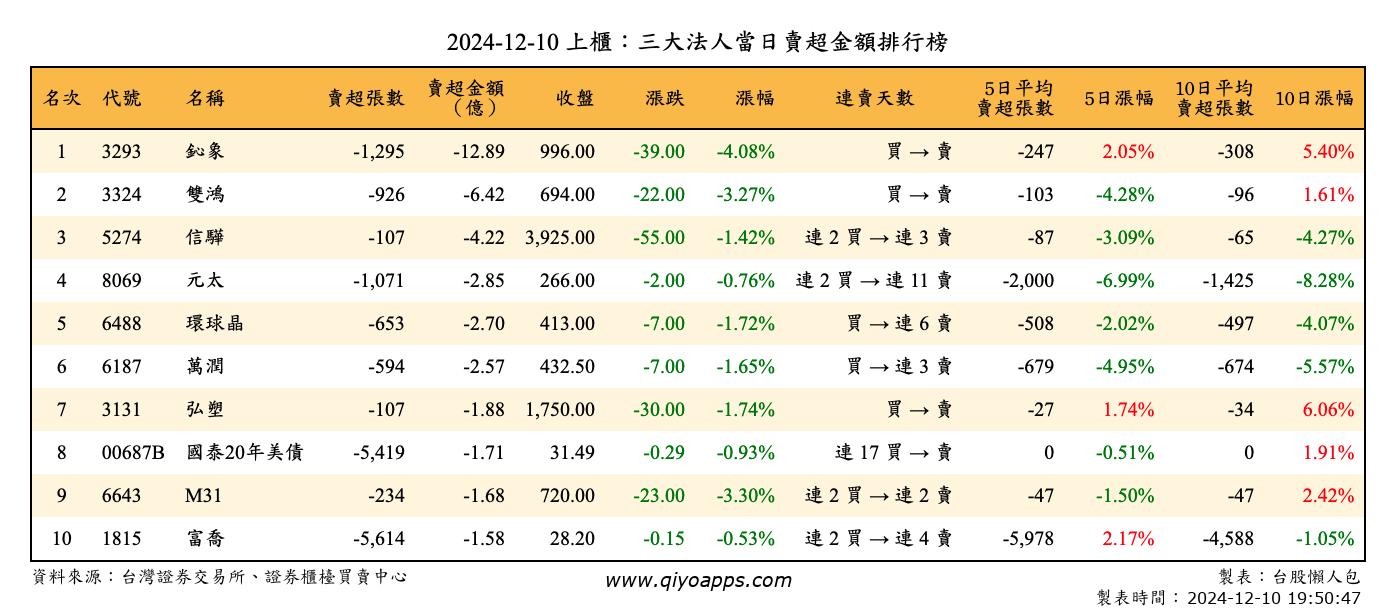 2024-12-10 上櫃：三大法人當日賣超金額排行榜
名次 代號 名稱 賣超張數 賣超金額（億） 收盤 漲跌 漲幅 連賣天數 5日平均賣超張數 5日漲幅 10日平均賣超張數 10日漲幅
1 3293 鈊象 -1,295 -12.89 996.00 -39.00 -4.08% 買 → 賣 -247 2.05% -308 5.40%
2 3324 雙鴻 -926 -6.42 694.00 -22.00 -3.27% 買 → 賣 -103 -4.28% -96 1.61%
3 5274 信驊 -107 -4.22 3,925.00 -55.00 -1.42% 連 2 買 → 連 3 賣 -87 -3.09% -65 -4.27%
4 8069 元太 -1,071 -2.85 266.00 -2.00 -0.76% 連 2 買 → 連 11 賣 -2,000 -6.99% -1,425 -8.28%
5 6488 環球晶 -653 -2.70 413.00 -7.00 -1.72% 買 → 連 6 賣 -508 -2.02% -497 -4.07%
6 6187 萬潤 -594 -2.57 432.50 -7.00 -1.65% 買 → 連 3 賣 -679 -4.95% -674 -5.57%
7 3131 弘塑 -107 -1.88 1,750.00 -30.00 -1.74% 買 → 賣 -27 1.74% -34 6.06%
8 00687B 國泰20年美債 -5,419 -1.71 31.49 -0.29 -0.93% 連 17 買 → 賣 0 -0.51% 0 1.91%
9 6643 M31 -234 -1.68 720.00 -23.00 -3.30% 連 2 買 → 連 2 賣 -47 -1.50% -47 2.42%
10 1815 富喬 -5,614 -1.58 28.20 -0.15 -0.53% 連 2 買 → 連 4 賣 -5,978 2.17% -4,588 -1.05%
資料來源：台灣證券交易所、證券櫃檯買賣中心
www.qiyoapps.com
製表：台股懶人包
製表時間：2024-12-10 19:50:47